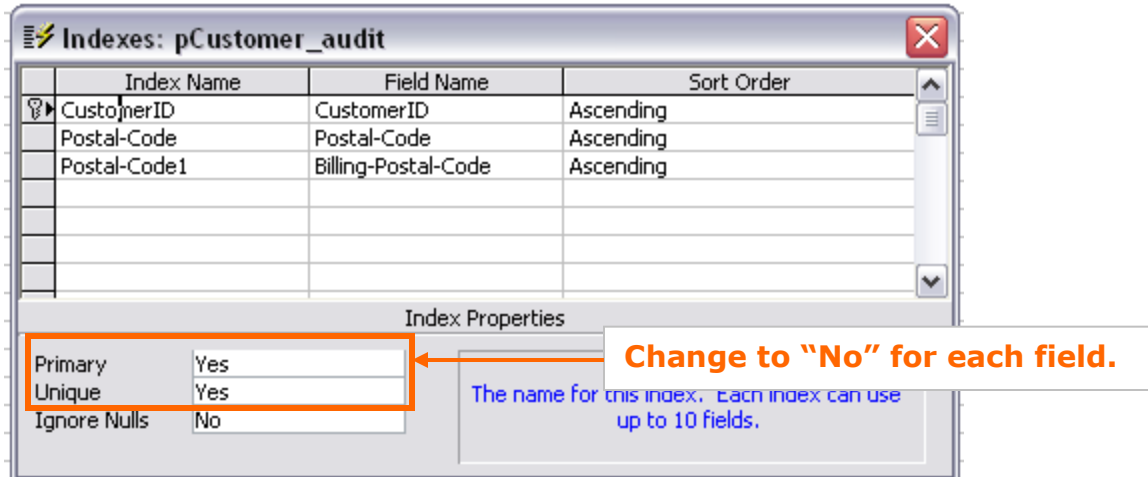 Indexes: pCustomer_audit
Index Name Field Name Sort Order
CustomerID CustomerID Ascending
Postal-Code Postal-Code Ascending
Postal-Code1 Billing-Postal-Code Ascending
Index Properties
Primary Yes
Unique Yes
Ignore Nulls No
Change to “No” for each field.
The name for this index. Each index can use
up to 10 fields.